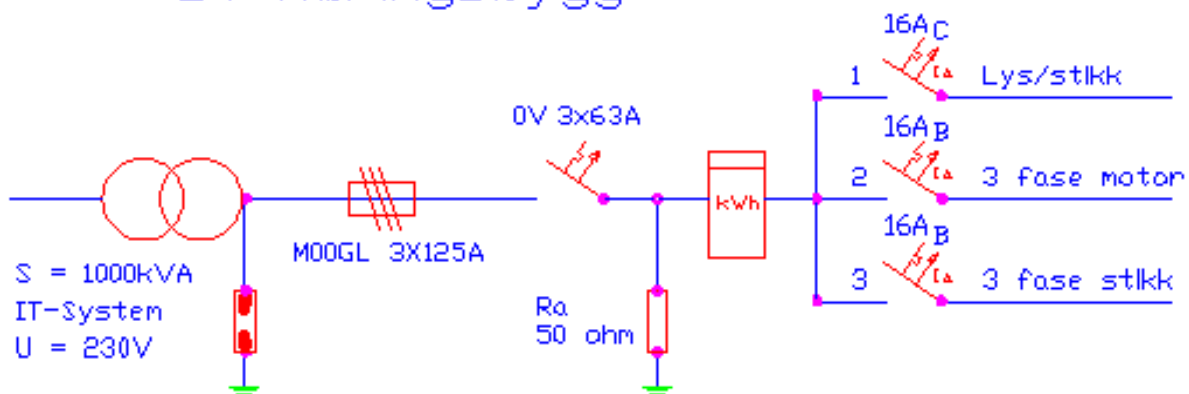 16A C
1 Lys/stikk
0V 3x63A
16A B
2 3 fase motor
kWh
M00GL 3X125A
16A B
S = 1000kVA
3 3 fase stikk
IT-System
Ra
50 ohm
U = 230V